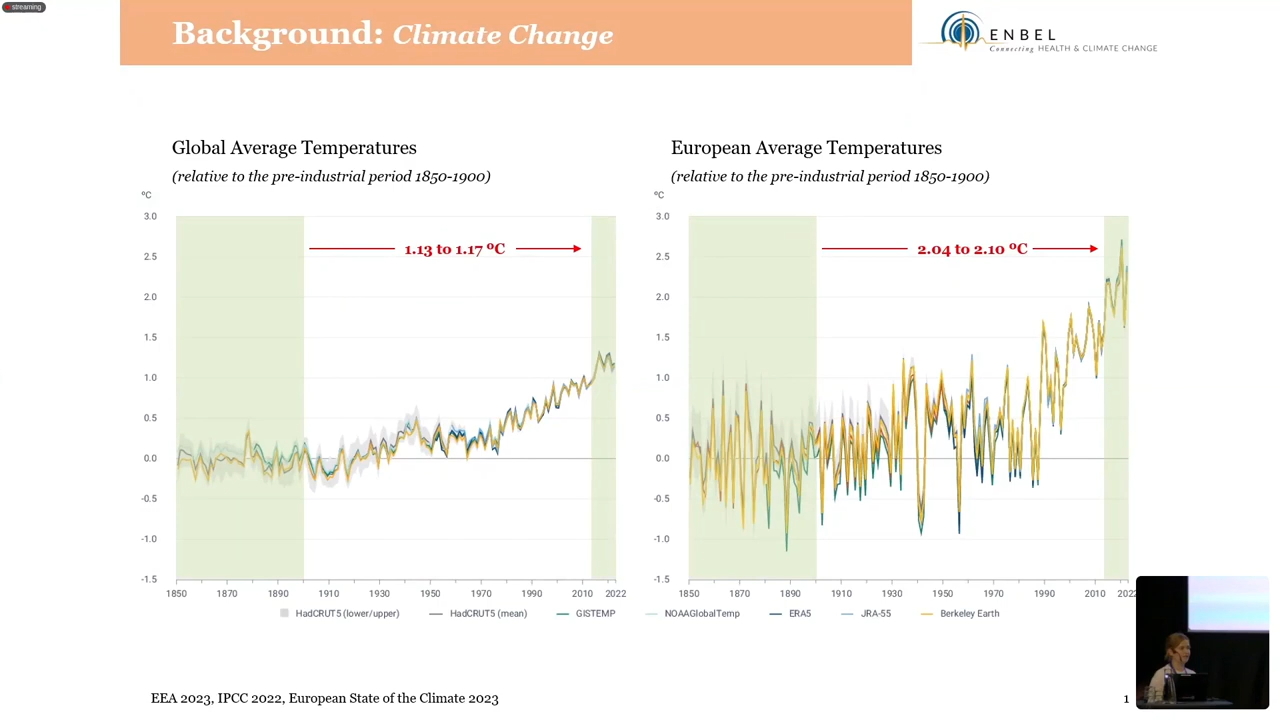 streaming
Background: Climate Change
ENBEL
Connecting HEALTH & CLIMATE CHANGE
Global Average Temperatures
(relative to the pre-industrial period 1850-1900)
ºC
3.0
2.5
2.0
1.5
1.0
0.5
0.0
-0.5
-1.0
-1.5
1.13 to 1.17 ºC
1850 1870 1890 1910 1930 1950 1970 1990 2010 2022
European Average Temperatures
(relative to the pre-industrial period 1850-1900)
ºC
3.0
2.5
2.0
1.5
1.0
0.5
0.0
-0.5
-1.0
-1.5
2.04 to 2.10 ºC
1850 1870 1890 1910 1930 1950 1970 1990 2010 2022
HadCRUT5 (lower/upper) HadCRUT5 (mean) GISTEMP NOAAGlobalTemp ERA5 JRA-55 Berkeley Earth
EEA 2023, IPCC 2022, European State of the Climate 2023
1